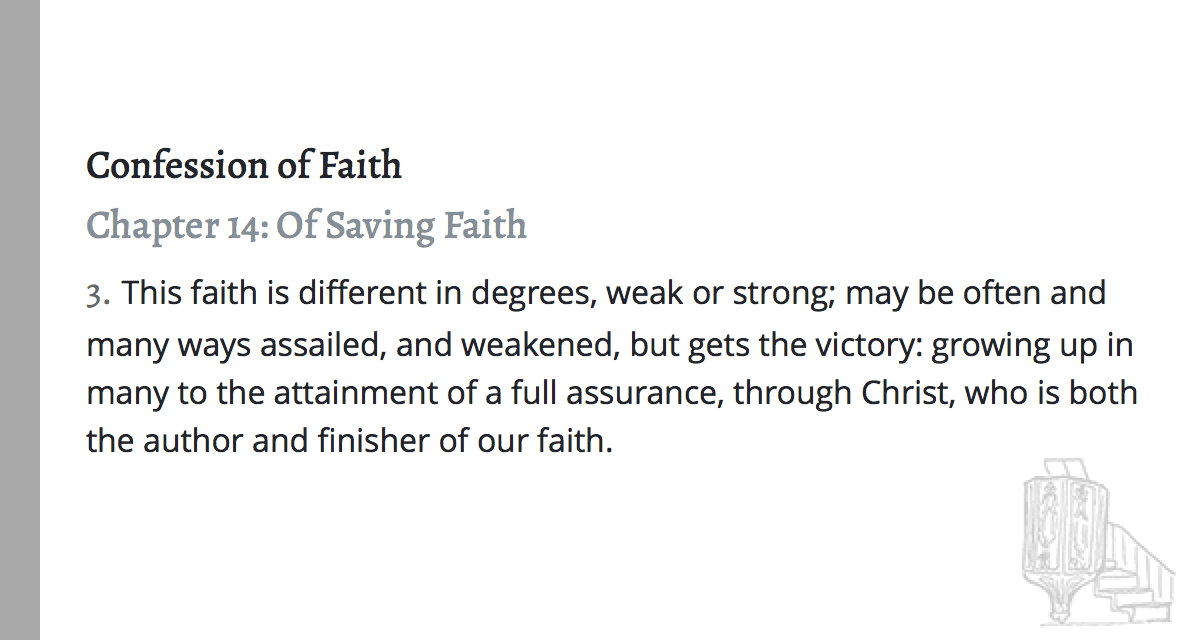 Confession of Faith
Chapter 14: Of Saving Faith
3. This faith is different in degrees, weak or strong; may be often and
many ways assailed, and weakened, but gets the victory: growing up in
many to the attainment of a full assurance, through Christ, who is both
the author and finisher of our faith.